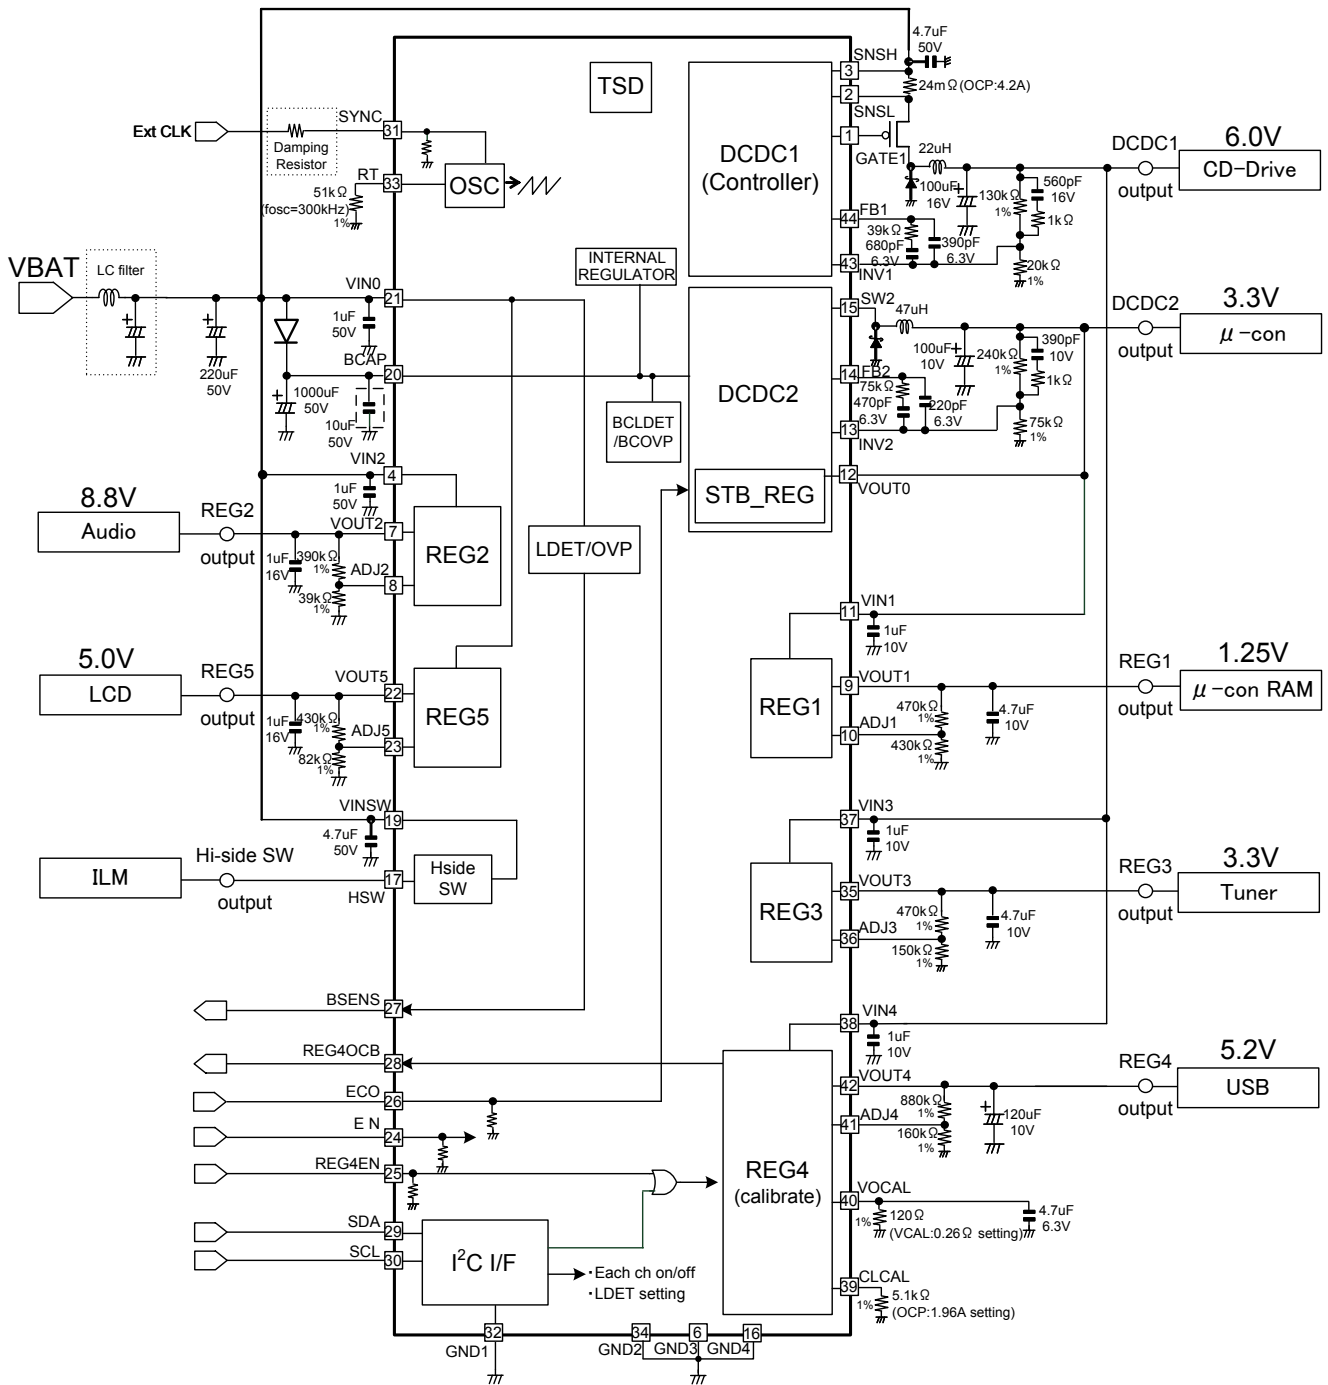 4.7uF
50V
SNSH
3
24mΩ(OCP:4.2A)
2
SNSL
1
GATE1
TSD
DCDC1
(Controller)
Ext CLK
SYNC
31
Damping
Resistor
RT
33
51kΩ
(fosc=300kHz)
1%
OSC
22uH
100uF
16V
130kΩ
1%
560pF
16V
1kΩ
20kΩ
1%
DCDC1
output
6.0V
CD-Drive
FB1
44
39kΩ
680pF
6.3V
390pF
6.3V
43
INV1
VBAT
LC filter
VIN0
21
1uF
50V
220uF
50V
BCAP
20
1000uF
50V
10uF
50V
INTERNAL
REGULATOR
BCLDET
/BCOVP
DCDC2
STB_REG
SW2
15
47uH
100uF
10V
240kΩ
1%
390pF
10V
1kΩ
75kΩ
1%
DCDC2
output
3.3V
μ-con
14
FB2
75kΩ
470pF
6.3V
220pF
6.3V
13
INV2
12
VOUT0
VIN2
4
1uF
50V
8.8V
Audio
REG2
output
VOUT2
7
1uF
16V
390kΩ
1%
ADJ2
8
39kΩ
1%
REG2
LDET/OVP
5.0V
LCD
REG5
output
VOUT5
22
1uF
16V
430kΩ
1%
ADJ5
23
82kΩ
1%
REG5
VIN1
11
1uF
10V
REG1
VOUT1
9
470kΩ
1%
ADJ1
10
430kΩ
1%
4.7uF
10V
REG1
output
1.25V
μ-con RAM
VINSW
19
4.7uF
50V
ILM
Hi-side SW
output
17
HSW
Hside
SW
VIN3
37
1uF
10V
REG3
VOUT3
35
470kΩ
1%
ADJ3
36
150kΩ
1%
4.7uF
10V
REG3
output
3.3V
Tuner
BSENS
27
REG4OCB
28
ECO
26
E N
24
REG4EN
25
SDA
29
SCL
30
I²C I/F
・Each ch on/off
・LDET setting
VIN4
38
1uF
10V
REG4
(calibrate)
VOUT4
42
880kΩ
1%
ADJ4
41
160kΩ
1%
120uF
10V
REG4
output
5.2V
USB
VOCAL
40
1%
120Ω
(VCAL:0.26Ω setting)
4.7uF
6.3V
CLCAL
39
1%
5.1kΩ
(OCP:1.96A setting)
32
GND1
34
GND2
6
GND3
16
GND4